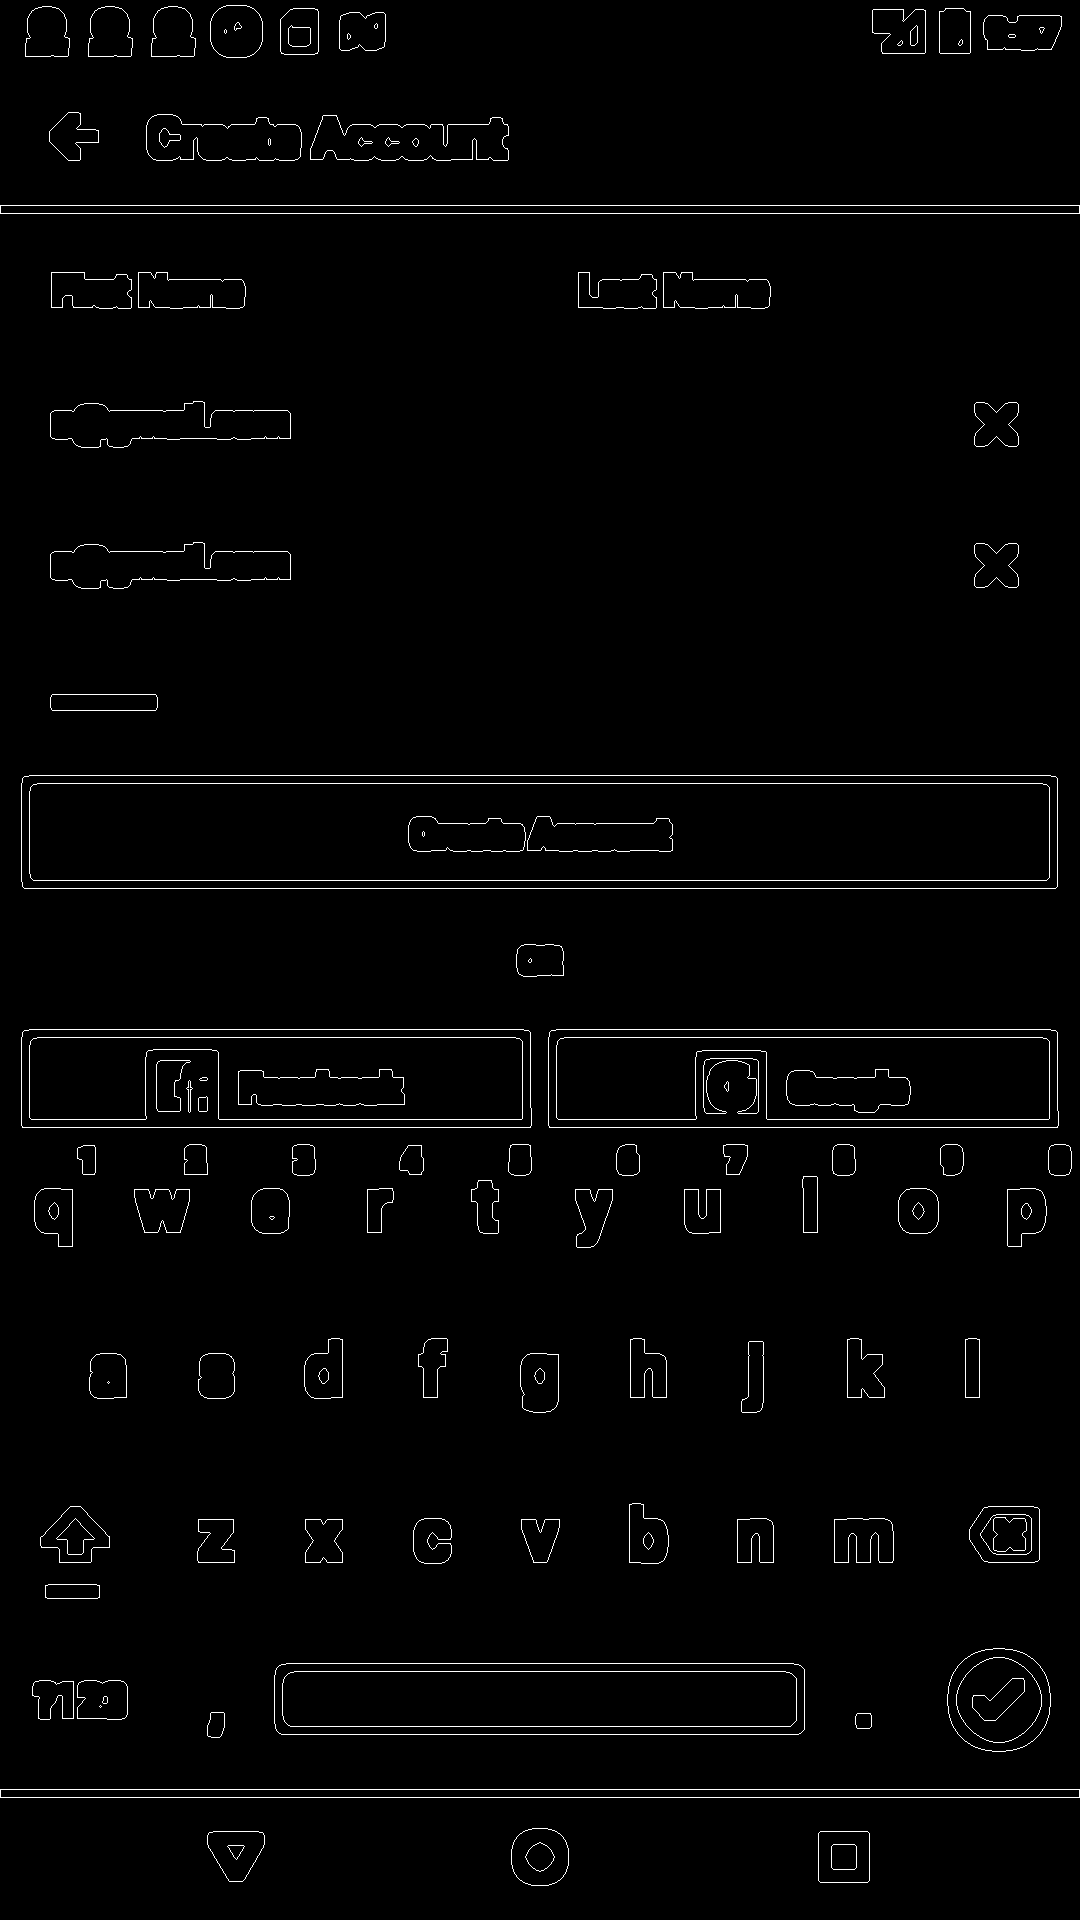 Create Account
First Name Last Name
Create Account
or
Facebook Google
1 2 3 4 5 6 7 8 9 0
q w e r t y u i o p
a s d f g h j k l
z x c v b n m
?123 , .